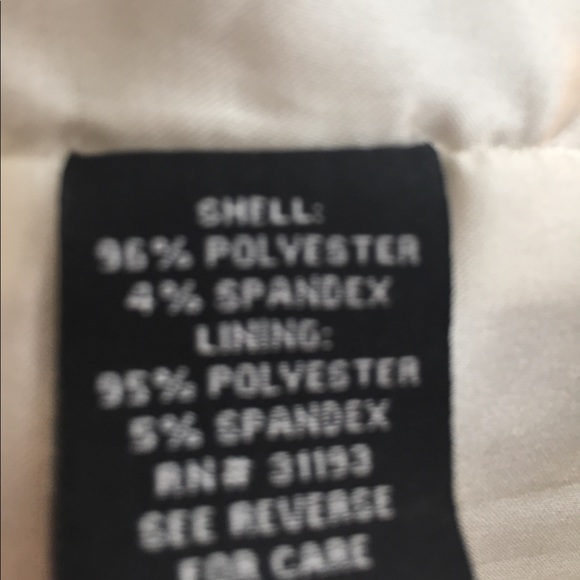 SHELL:
96% POLYESTER
4% SPANDEX
LINING:
95% POLYESTER
5% SPANDEX
RN# 31193
SEE REVERSE
FOR CARE